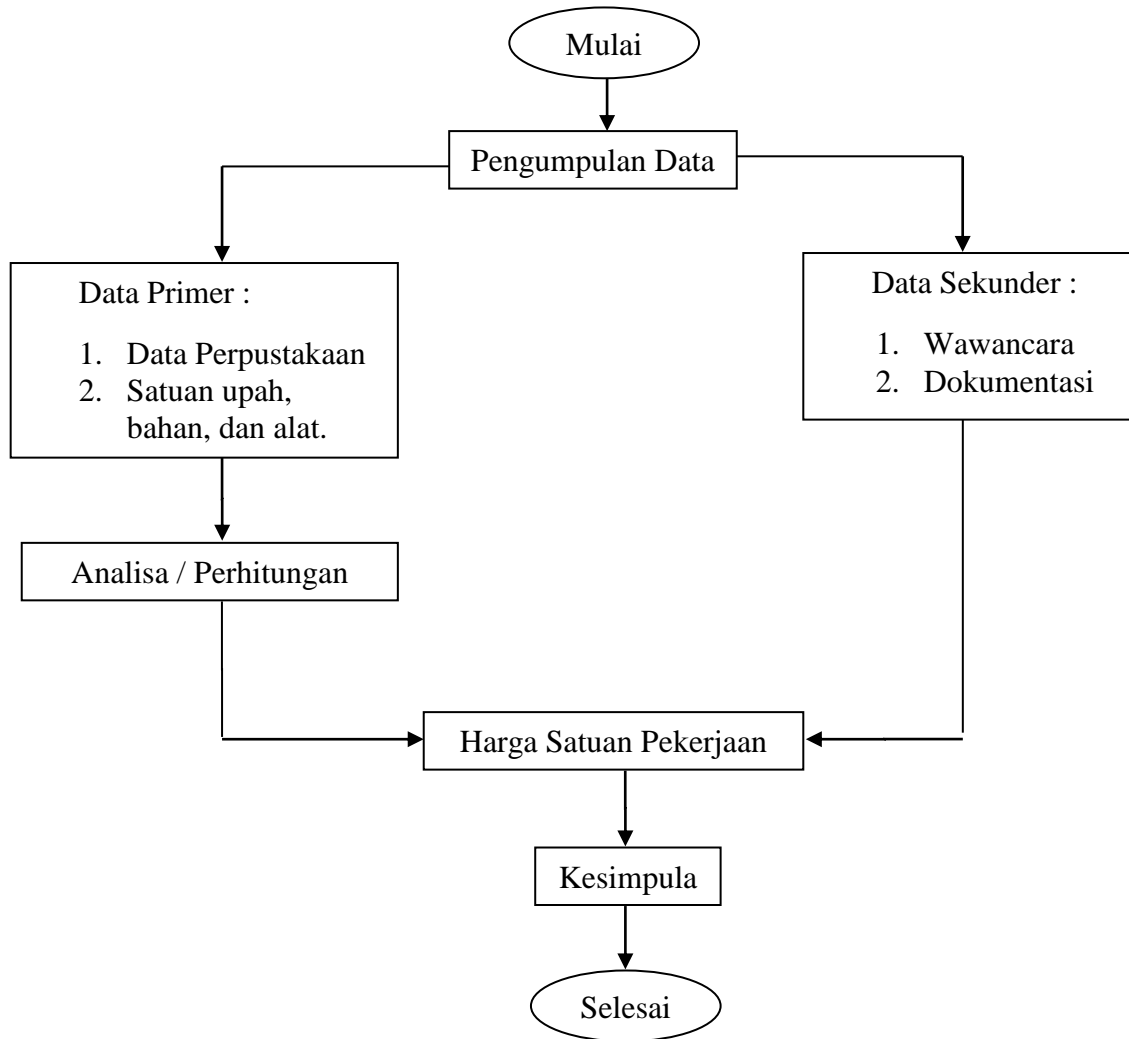 Mulai
Pengumpulan Data
Data Primer :
1. Data Perpustakaan
2. Satuan upah,
bahan, dan alat.
Data Sekunder :
1. Wawancara
2. Dokumentasi
Analisa / Perhitungan
Harga Satuan Pekerjaan
Kesimpula
Selesai